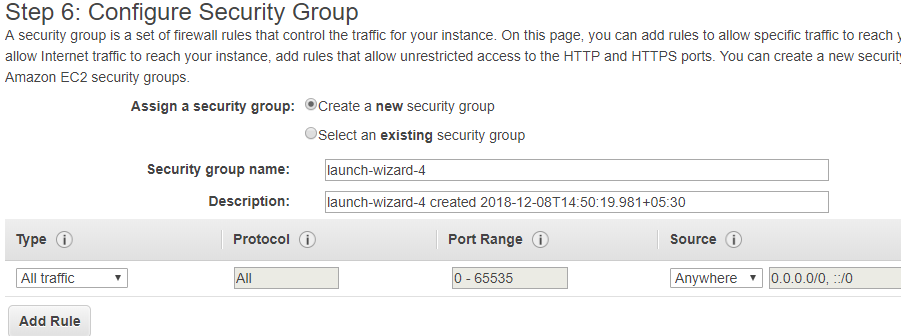 Step 6: Configure Security Group
A security group is a set of firewall rules that control the traffic for your instance. On this page, you can add rules to allow specific traffic to reach
allow Internet traffic to reach your instance, add rules that allow unrestricted access to the HTTP and HTTPS ports. You can create a new
Amazon EC2 security groups.
Assign a security group: Create a new security group
Select an existing security group
Security group name: launch-wizard-4
Description: launch-wizard-4 created 2018-12-08T14:50:19.981+05:30
Type i Protocol i Port Range i Source i
All traffic All 0 - 65535 Anywhere 0.0.0.0/0, ::/0
Add Rule